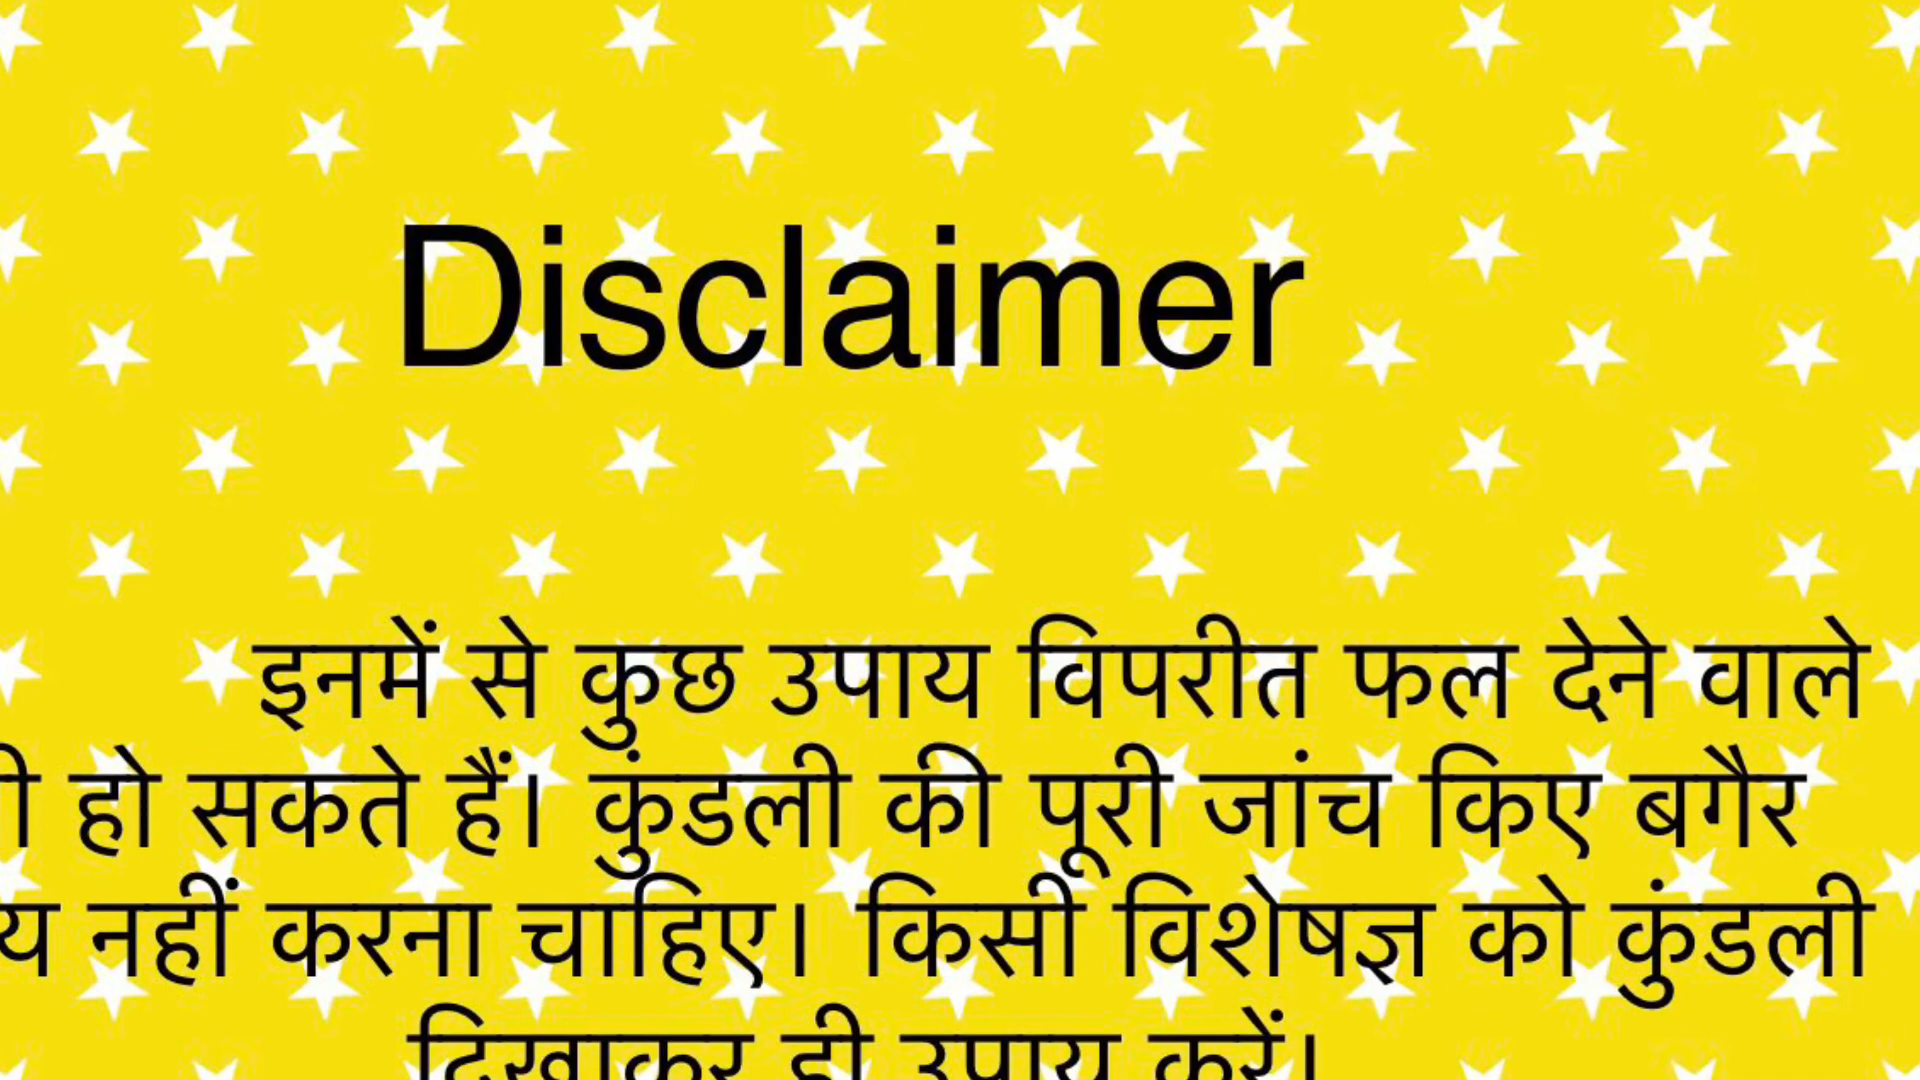 Disclaimer
इनमें से कुछ उपाय विपरीत फल देने वाले
हो सकते हैं। कुंडली की पूरी जांच किए बगैर
नहीं करना चाहिए। किसी विशेषज्ञ को कुंडली
दिखाकर ही उपाय करें।